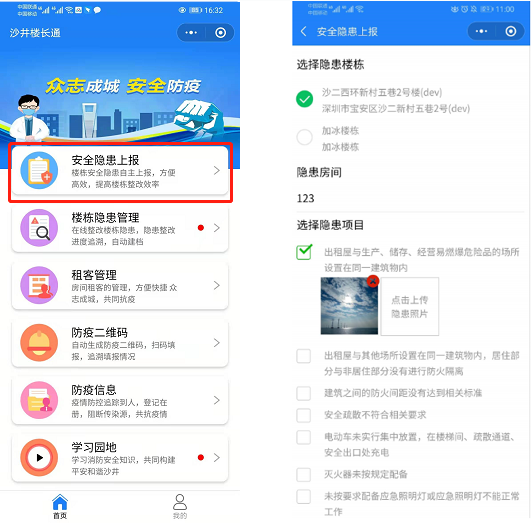 中国联通
中国移动
16:32
沙井楼长通
众志成城 安全防疫
安全隐患上报
楼栋安全隐患自主上报，方便
高效，提高楼栋整改效率
楼栋隐患管理
在线整改楼栋隐患，隐患整改
进度追溯，自动建档
租客管理
房间租客的管理，方便快捷 众
志成城，共同抗疫
防疫二维码
自动生成防疫二维码，扫码填
报，追溯填报情况
防疫信息
疫情防控追踪到人，登记在
册，阻断传染源，共抗疫情
学习园地
学习消防安全知识，共同构建
平安和谐沙井
首页
我的
中国联通
中国移动
11:00
安全隐患上报
选择隐患楼栋
沙二西环新村五巷2号楼(dev)
深圳市宝安区沙二新村五巷2号(dev)
加冰楼栋
加冰楼栋
隐患房间
123
选择隐患项目
出租屋与生产、储存、经营易燃爆危险品的场所
设置在同一建筑物内
点击上传
隐患照片
出租屋与其他场所设置在同一建筑物内，居住部
分与非居住部分没有进行防火隔离
建筑之间的防火间距没有达到相关标准
安全疏散不符合相关要求
电动车未实行集中放置，在楼梯间、疏散通道、
安全出口处充电
灭火器未按规定配备
未按要求配备应急照明灯或应急照明灯不能正常
工作